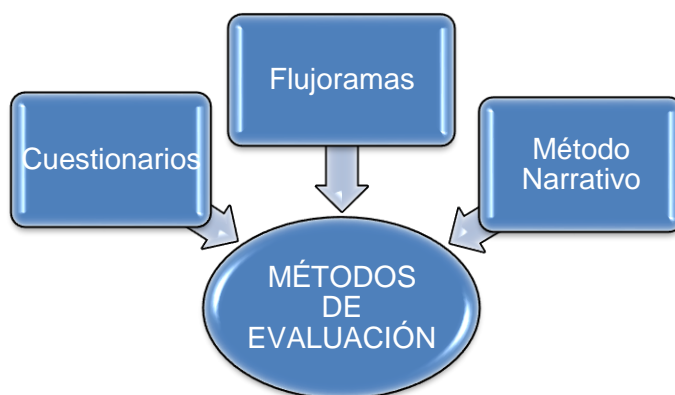 Flujoramas
Cuestionarios
Método
Narrativo
MÉTODOS
DE
EVALUACIÓN